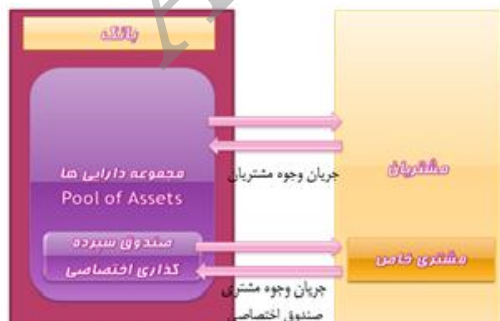 بانک
مجموعه دارایی ها
Pool of Assets
جریان وجوه مشتریان
مشتریان
صندوق سپرده
گذاری اختصاصی
مشتری خاص
جریان وجوه مشتری
صندوق اختصاصی